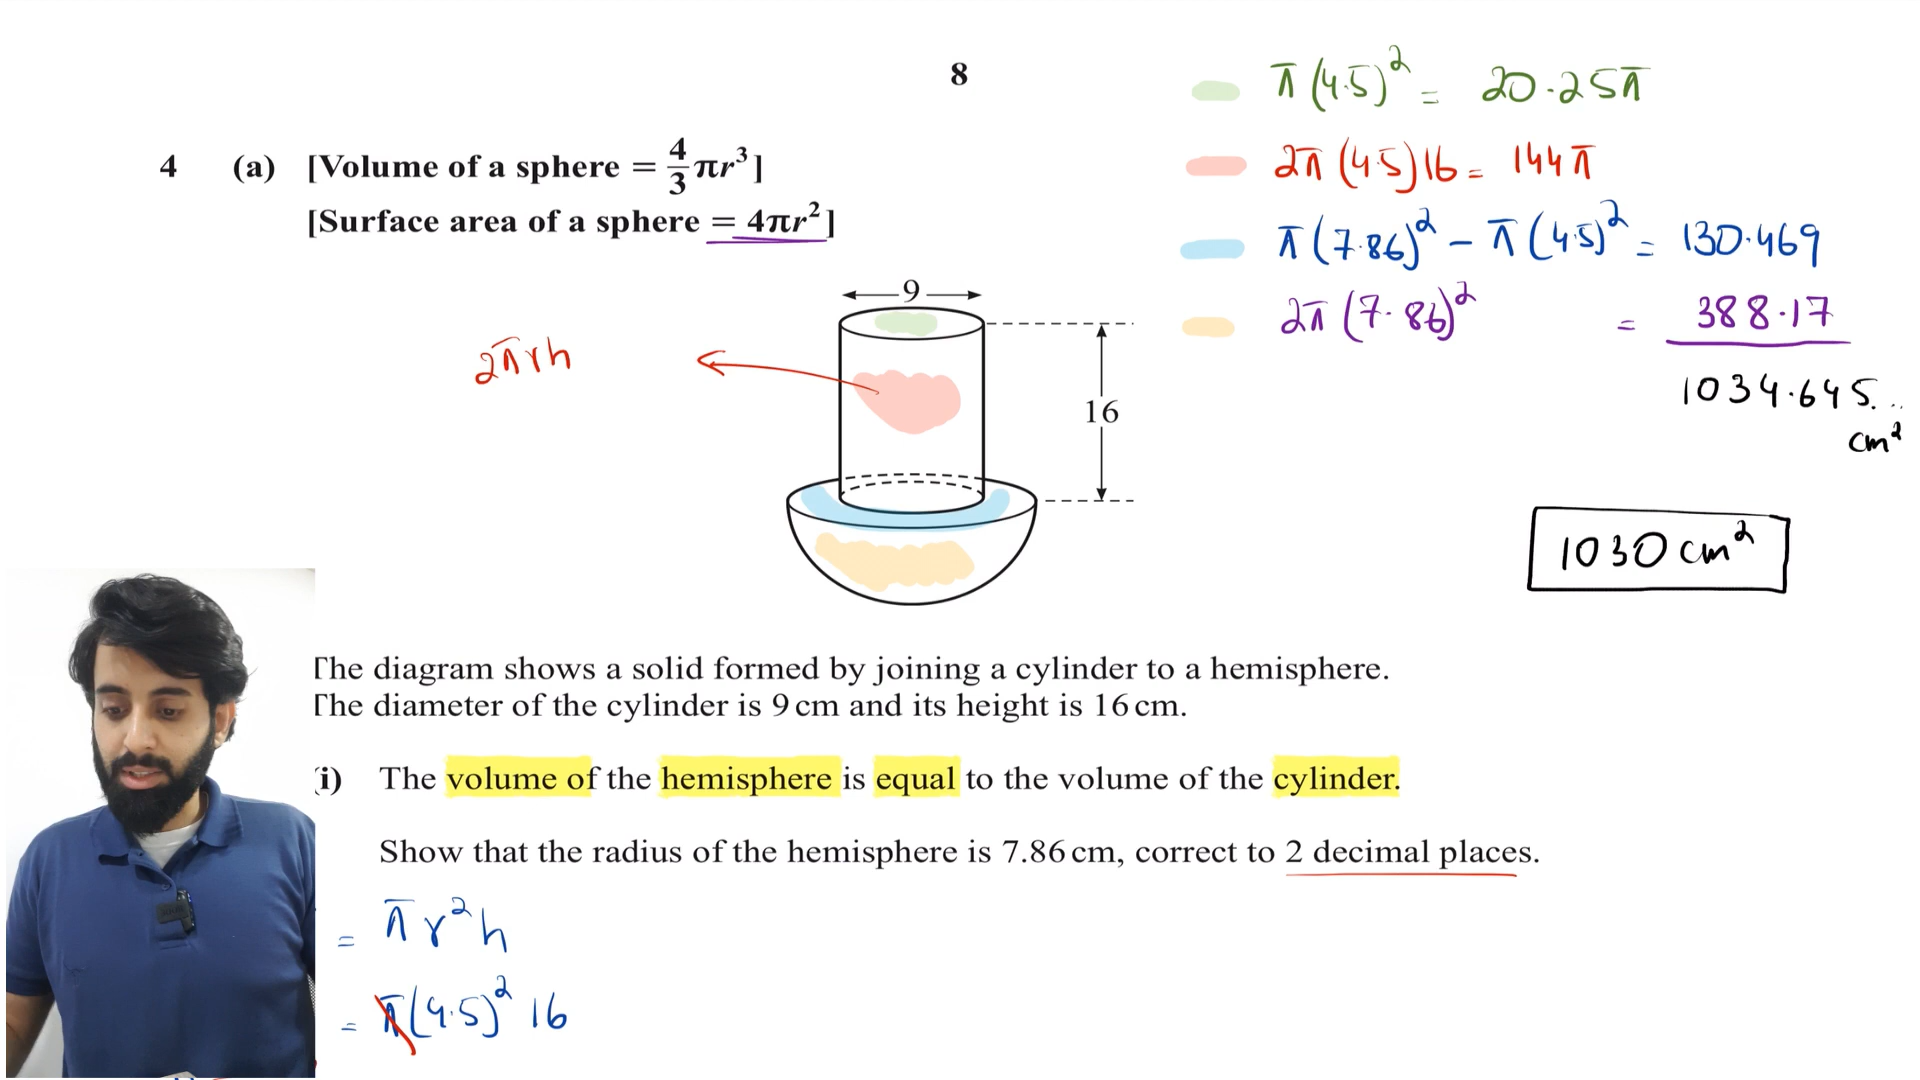 8
4 (a) [Volume of a sphere = 4/3 πr³]
[Surface area of a sphere = 4πr²]
π(4.5)² = 20.25π
2π(4.5)16 = 144π
π(7.86)² – π(4.5)² = 130.469
2π(7.86)² = 388.17
1034.645...
cm²
1030 cm²
9
2πrh
16
The diagram shows a solid formed by joining a cylinder to a hemisphere.
The diameter of the cylinder is 9 cm and its height is 16 cm.
(i) The volume of the hemisphere is equal to the volume of the cylinder.
Show that the radius of the hemisphere is 7.86 cm, correct to 2 decimal places.
= πr²h
= π(4.5)² 16